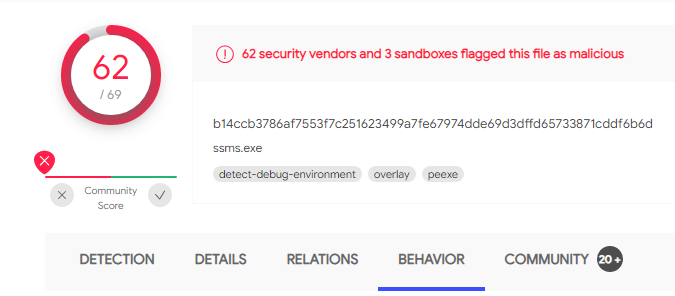 62
/ 69
Community
Score
62 security vendors and 3 sandboxes flagged this file as malicious
b14ccb3786af7553f7c251623499a7fe67974dde69d3dffd65733871cddf6b6d
ssms.exe
detect-debug-environment overlay peexe
DETECTION DETAILS RELATIONS BEHAVIOR COMMUNITY 20 +